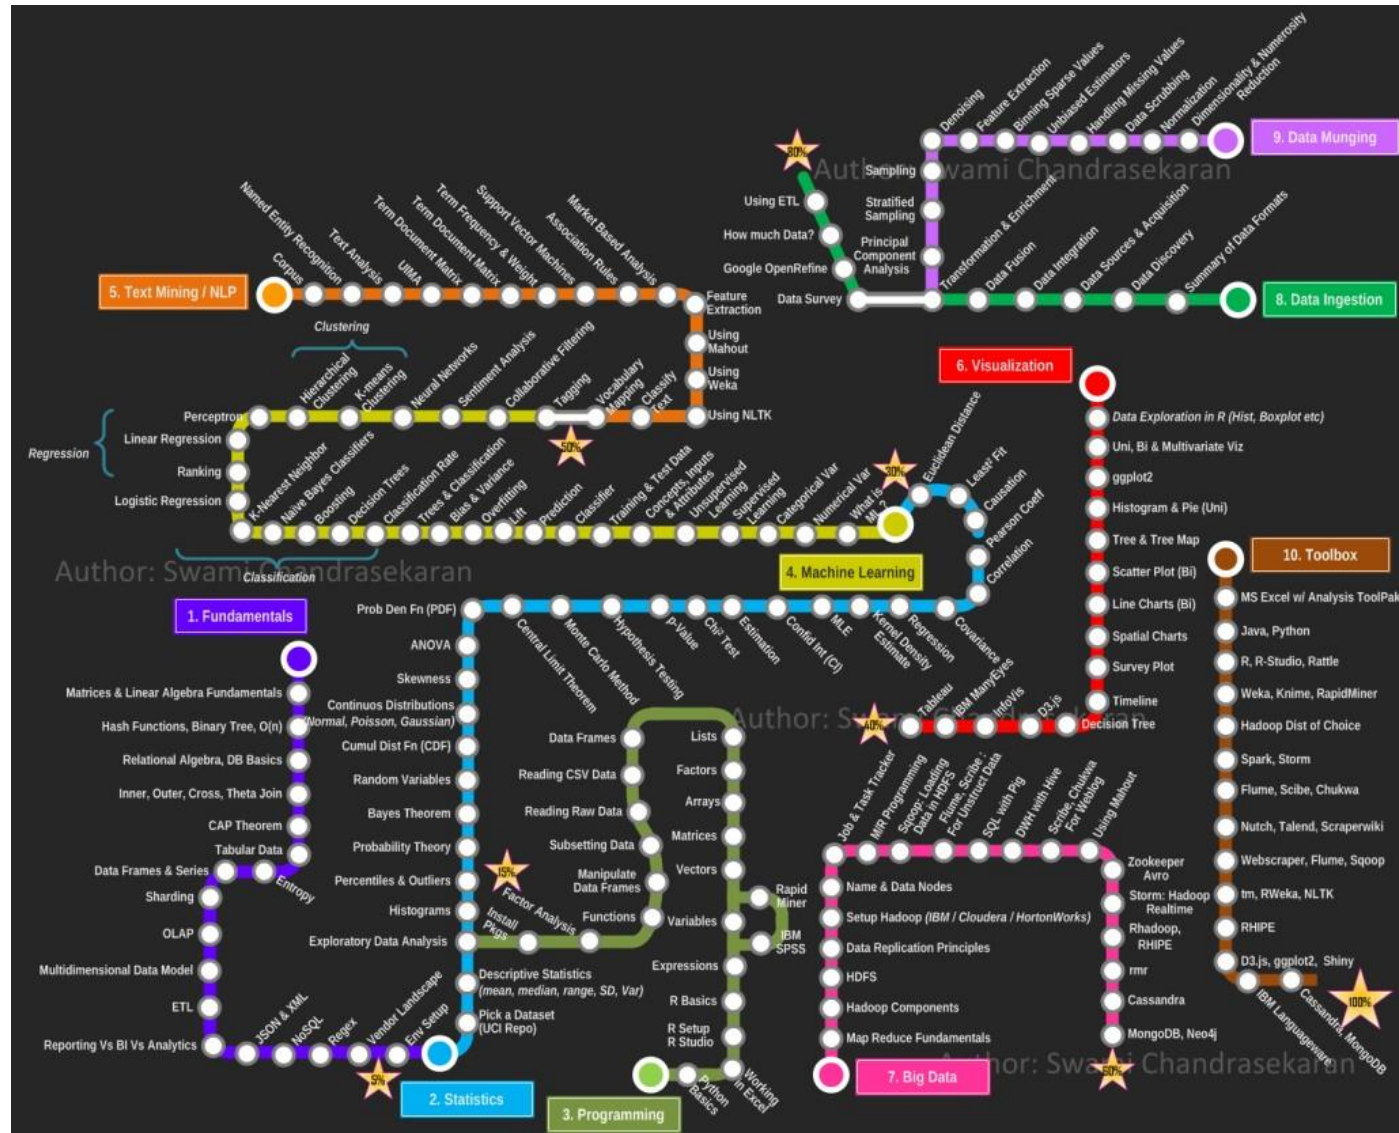 Denoising
Feature Extraction
Binning Sparse Values
Unbiased Estimators
Handling Missing Values
Data Scrubbing
Normalization
Dimensionality & Numerosity
Reduction
9. Data Munging
80%
Author: Swami Chandrasekaran
Sampling
Stratified
Sampling
Principal
Component
Analysis
Using ETL
How much Data?
Google OpenRefine
Data Survey
Transformation & Enrichment
Data Fusion
Data Integration
Data Sources & Acquisition
Data Discovery
Summary of Data Formats
8. Data Ingestion
5. Text Mining / NLP
Corpus
Named Entity Recognition
Text Analysis
UIMA
Term Document Matrix
Term Document Matrix
Term Frequency & Weight
Support Vector Machines
Association Rules
Market Based Analysis
Feature
Extraction
Using
Mahout
Using
Weka
Using NLTK
Classify
Text
Vocabulary
Mapping
Tagging
50%
Collaborative Filtering
Sentiment Analysis
Neural Networks
Clustering
K-means
Clustering
Hierarchical
Clustering
Perceptron
Regression
Linear Regression
Ranking
Logistic Regression
K-Nearest Neighbor
Naive Bayes Classifiers
Boosting
Decision Trees
Classification Rate
Trees & Classification
Bias & Variance
Overfitting
Lift
Prediction
Classifier
Training & Test Data
Concepts, Inputs
& Attributes
Unsupervised
Learning
Supervised
Learning
Categorical Var
Numerical Var
What is
ML?
Classification
4. Machine Learning
30%
Euclidean Distance
Least² Fit
Causation
Pearson Coeff
Correlation
Author: Swami Chandrasekaran
6. Visualization
Data Exploration in R (Hist, Boxplot etc)
Uni, Bi & Multivariate Viz
ggplot2
Histogram & Pie (Uni)
Tree & Tree Map
Scatter Plot (Bi)
Line Charts (Bi)
Spatial Charts
Survey Plot
Timeline
Decision Tree
D3.js
InfoVis
IBM ManyEyes
Tableau
40%
10. Toolbox
MS Excel w/ Analysis ToolPak
Java, Python
R, R-Studio, Rattle
Weka, Knime, RapidMiner
Hadoop Dist of Choice
Spark, Storm
Flume, Scibe, Chukwa
Nutch, Talend, Scraperwiki
Webscraper, Flume, Sqoop
tm, RWeka, NLTK
RHIPE
D3.js, ggplot2, Shiny
IBM Languageware
Cassandra, MongoDB
100%
1. Fundamentals
Matrices & Linear Algebra Fundamentals
Hash Functions, Binary Tree, O(n)
Relational Algebra, DB Basics
Inner, Outer, Cross, Theta Join
CAP Theorem
Tabular Data
Entropy
Data Frames & Series
Sharding
OLAP
Multidimensional Data Model
ETL
Reporting Vs BI Vs Analytics
JSON & XML
NoSQL
Regex
Vendor Landscape
Env Setup
5%
2. Statistics
Pick a Dataset
(UCI Repo)
Descriptive Statistics
(mean, median, range, SD, Var)
Exploratory Data Analysis
Histograms
Percentiles & Outliers
Probability Theory
Bayes Theorem
Random Variables
Cumul Dist Fn (CDF)
Continuos Distributions
(Normal, Poisson, Gaussian)
Skewness
ANOVA
Prob Den Fn (PDF)
Central Limit Theorem
Monte Carlo Method
Hypothesis Testing
p-Value
Chi² Test
Estimation
Confid Int (CI)
MLE
Kernel Density
Estimate
Regression
Covariance
Author: Swami Chandrasekaran
15%
Install
Pkgs
Factor Analysis
Functions
Manipulate
Data Frames
Subsetting Data
Reading Raw Data
Reading CSV Data
Data Frames
Lists
Factors
Arrays
Matrices
Vectors
Variables
Rapid
Miner
IBM
SPSS
Expressions
R Basics
R Setup
R Studio
Working
in Excel
Python
Basics
3. Programming
Job & Task Tracker
M/R Programming
Sqoop: Loading
Data in HDFS
Flume, Scribe :
For Unstruct Data
SQL with Pig
DWH with Hive
Scribe, Chukwa
For Weblog
Using Mahout
Name & Data Nodes
Setup Hadoop (IBM / Cloudera / HortonWorks)
Data Replication Principles
HDFS
Hadoop Components
Map Reduce Fundamentals
7. Big Data
Zookeeper
Avro
Storm: Hadoop
Realtime
Rhadoop,
RHIPE
rmr
Cassandra
MongoDB, Neo4j
60%
Author: Swami Chandrasekaran